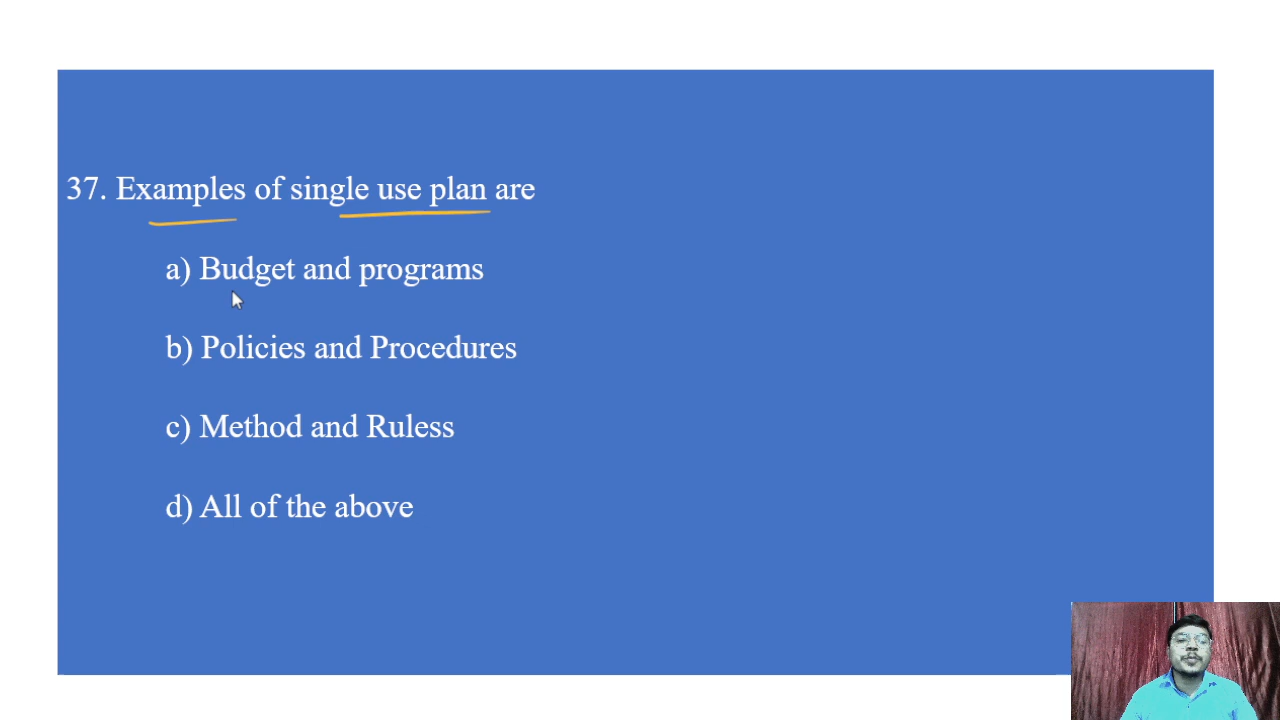 37. Examples of single use plan are
a) Budget and programs
b) Policies and Procedures
c) Method and Ruless
d) All of the above